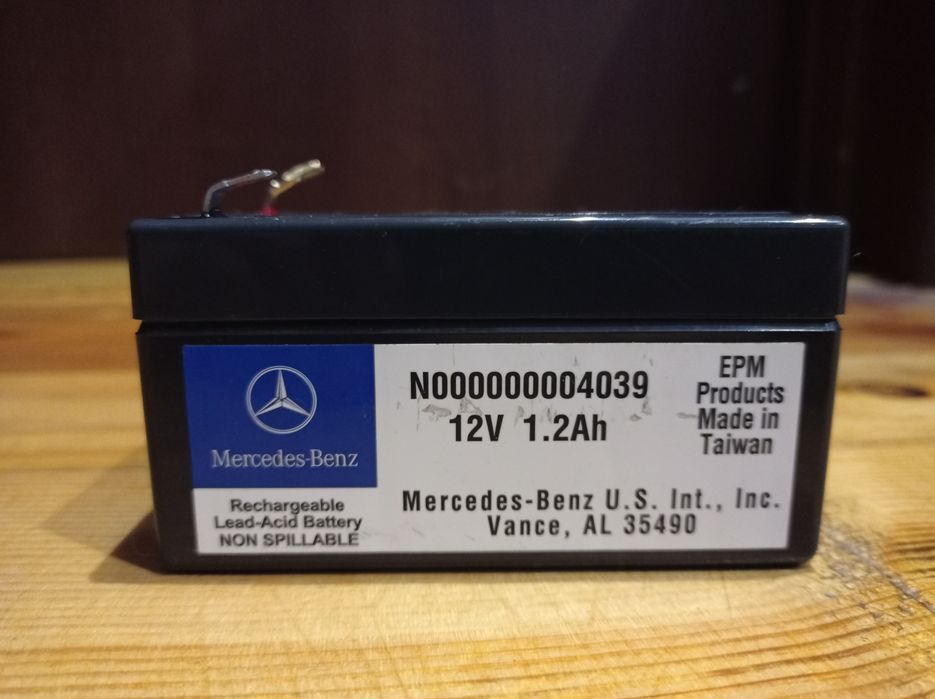 Mercedes-Benz
Rechargeable
Lead-Acid Battery
NON SPILLABLE
N000000004039
12V 1.2Ah
EPM
Products
Made in
Taiwan
Mercedes-Benz U.S. Int., Inc.
Vance, AL 35490